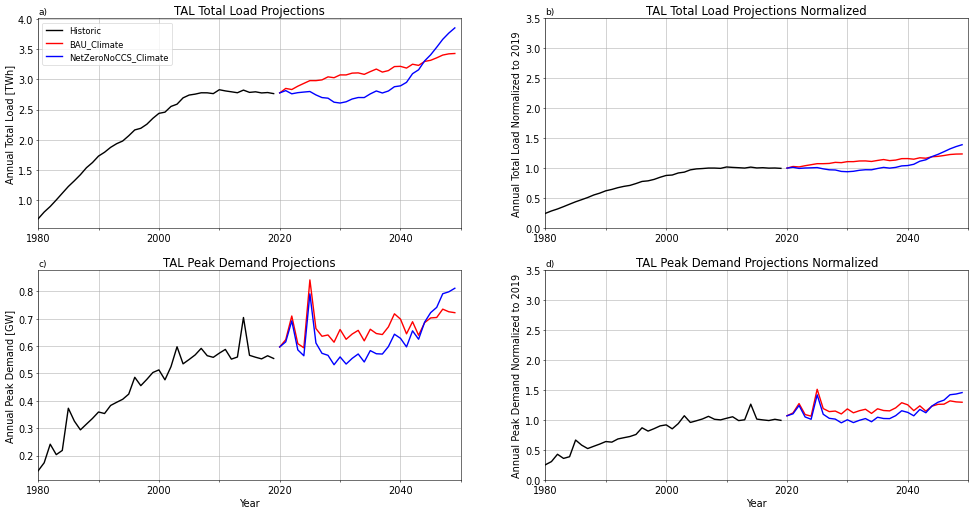 a) TAL Total Load Projections
4.0
3.5
3.0
2.5
2.0
1.5
1.0
Annual Total Load [TWh]
Historic
BAU_Climate
NetZeroNoCCS_Climate
1980 2000 2020 2040
b) TAL Total Load Projections Normalized
3.5
3.0
2.5
2.0
1.5
1.0
0.5
0.0
Annual Total Load Normalized to 2019
1980 2000 2020 2040
c) TAL Peak Demand Projections
0.8
0.7
0.6
0.5
0.4
0.3
0.2
Annual Peak Demand [GW]
1980 2000 2020 2040
Year
d) TAL Peak Demand Projections Normalized
3.5
3.0
2.5
2.0
1.5
1.0
0.5
0.0
Annual Peak Demand Normalized to 2019
1980 2000 2020 2040
Year